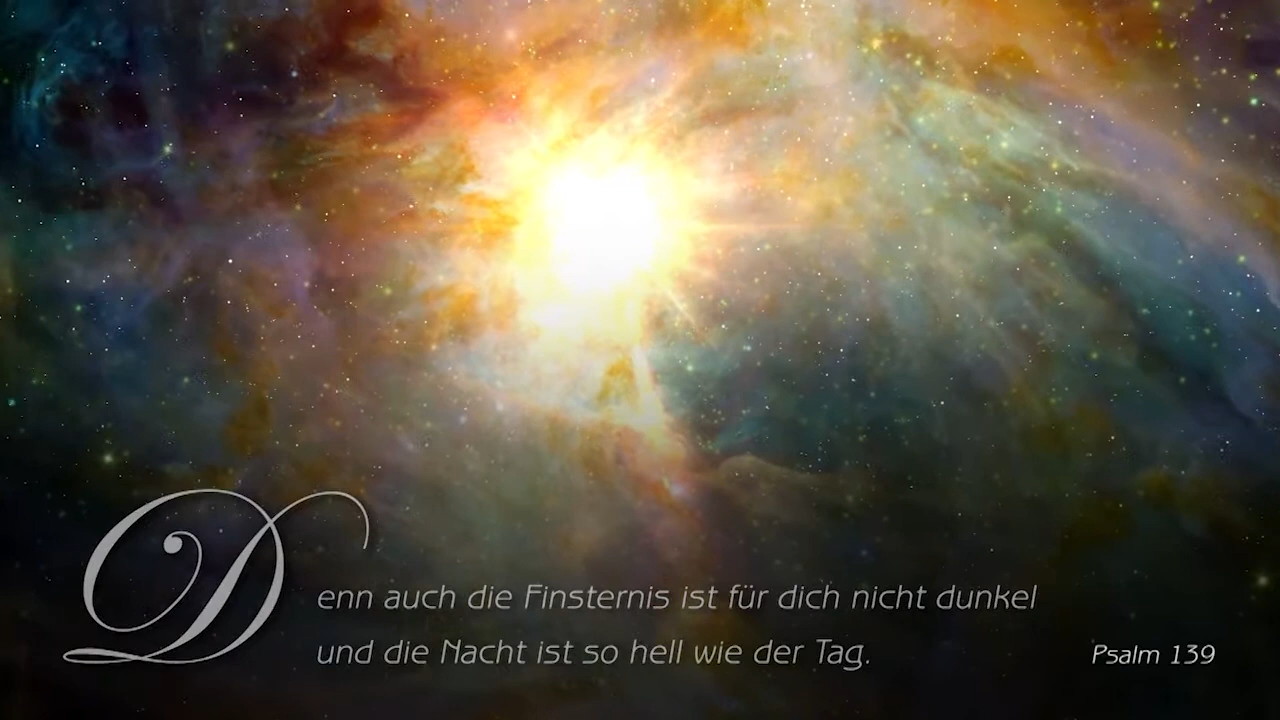 Denn auch die Finsternis ist für dich nicht dunkel
und die Nacht ist so hell wie der Tag.
Psalm 139